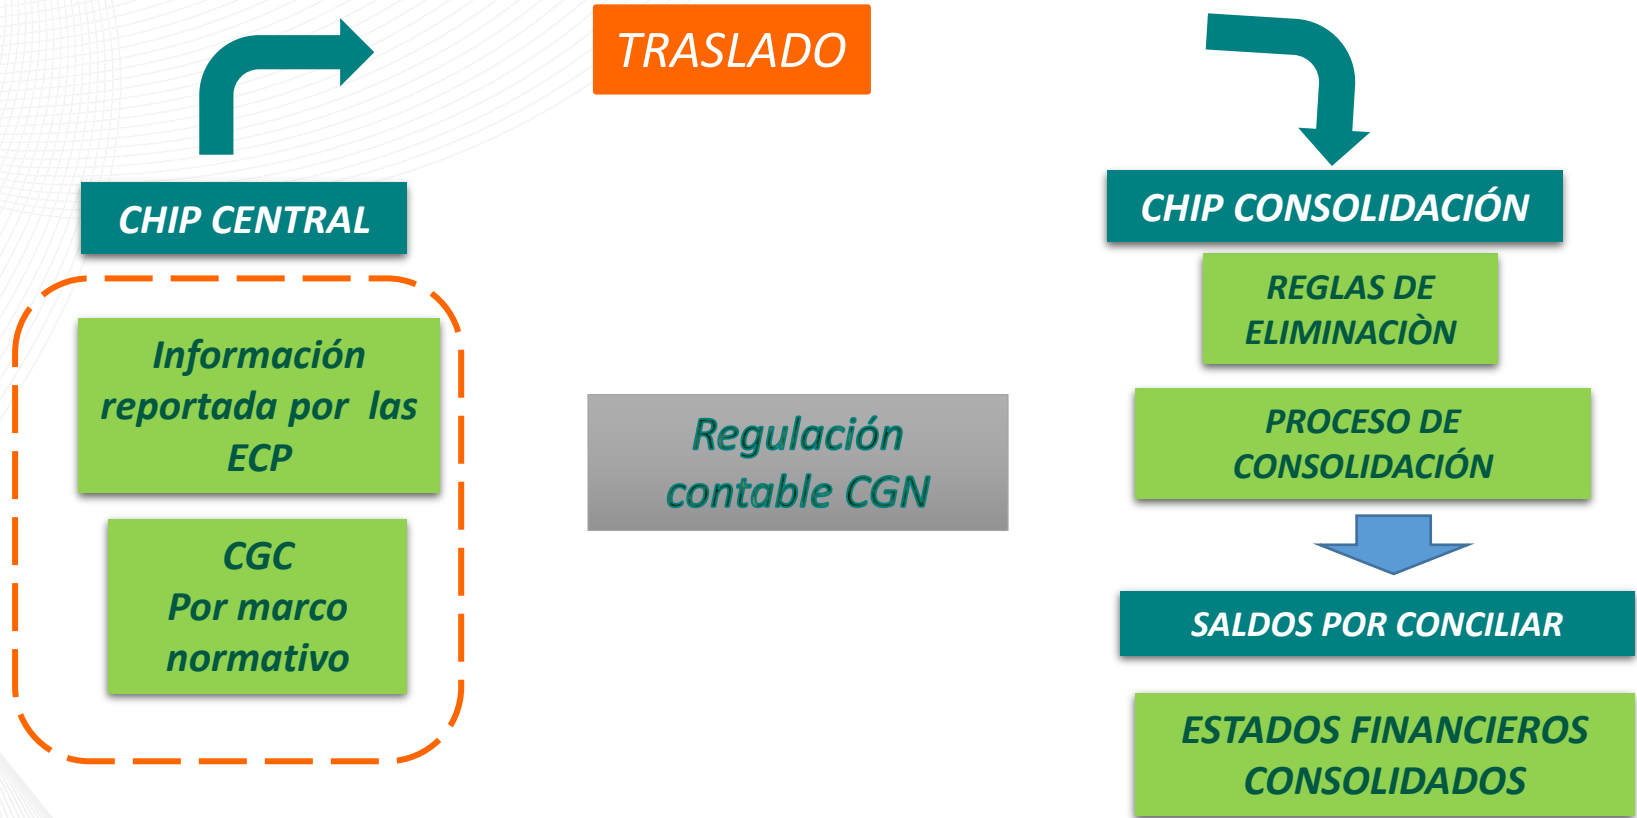 TRASLADO
CHIP CENTRAL
Información
reportada por las
ECP
CGC
Por marco
normativo
Regulación
contable CGN
CHIP CONSOLIDACIÓN
REGLAS DE
ELIMINACIÒN
PROCESO DE
CONSOLIDACIÓN
SALDOS POR CONCILIAR
ESTADOS FINANCIEROS
CONSOLIDADOS